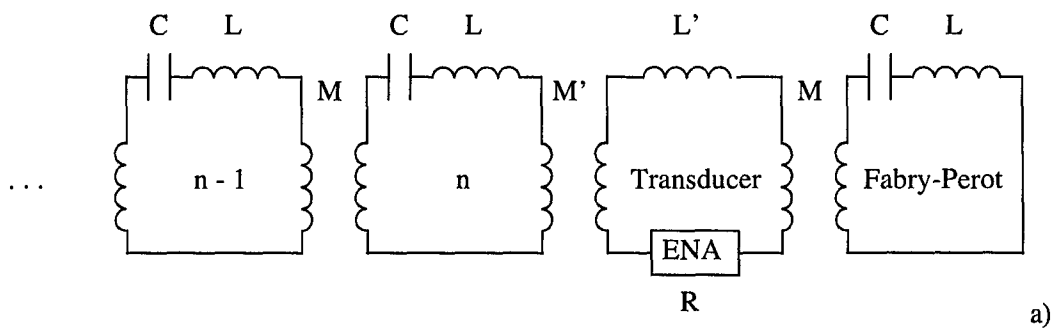 C L C L L’ C L
M M’ M
. . . n - 1 n Transducer Fabry-Perot
ENA
R
a)